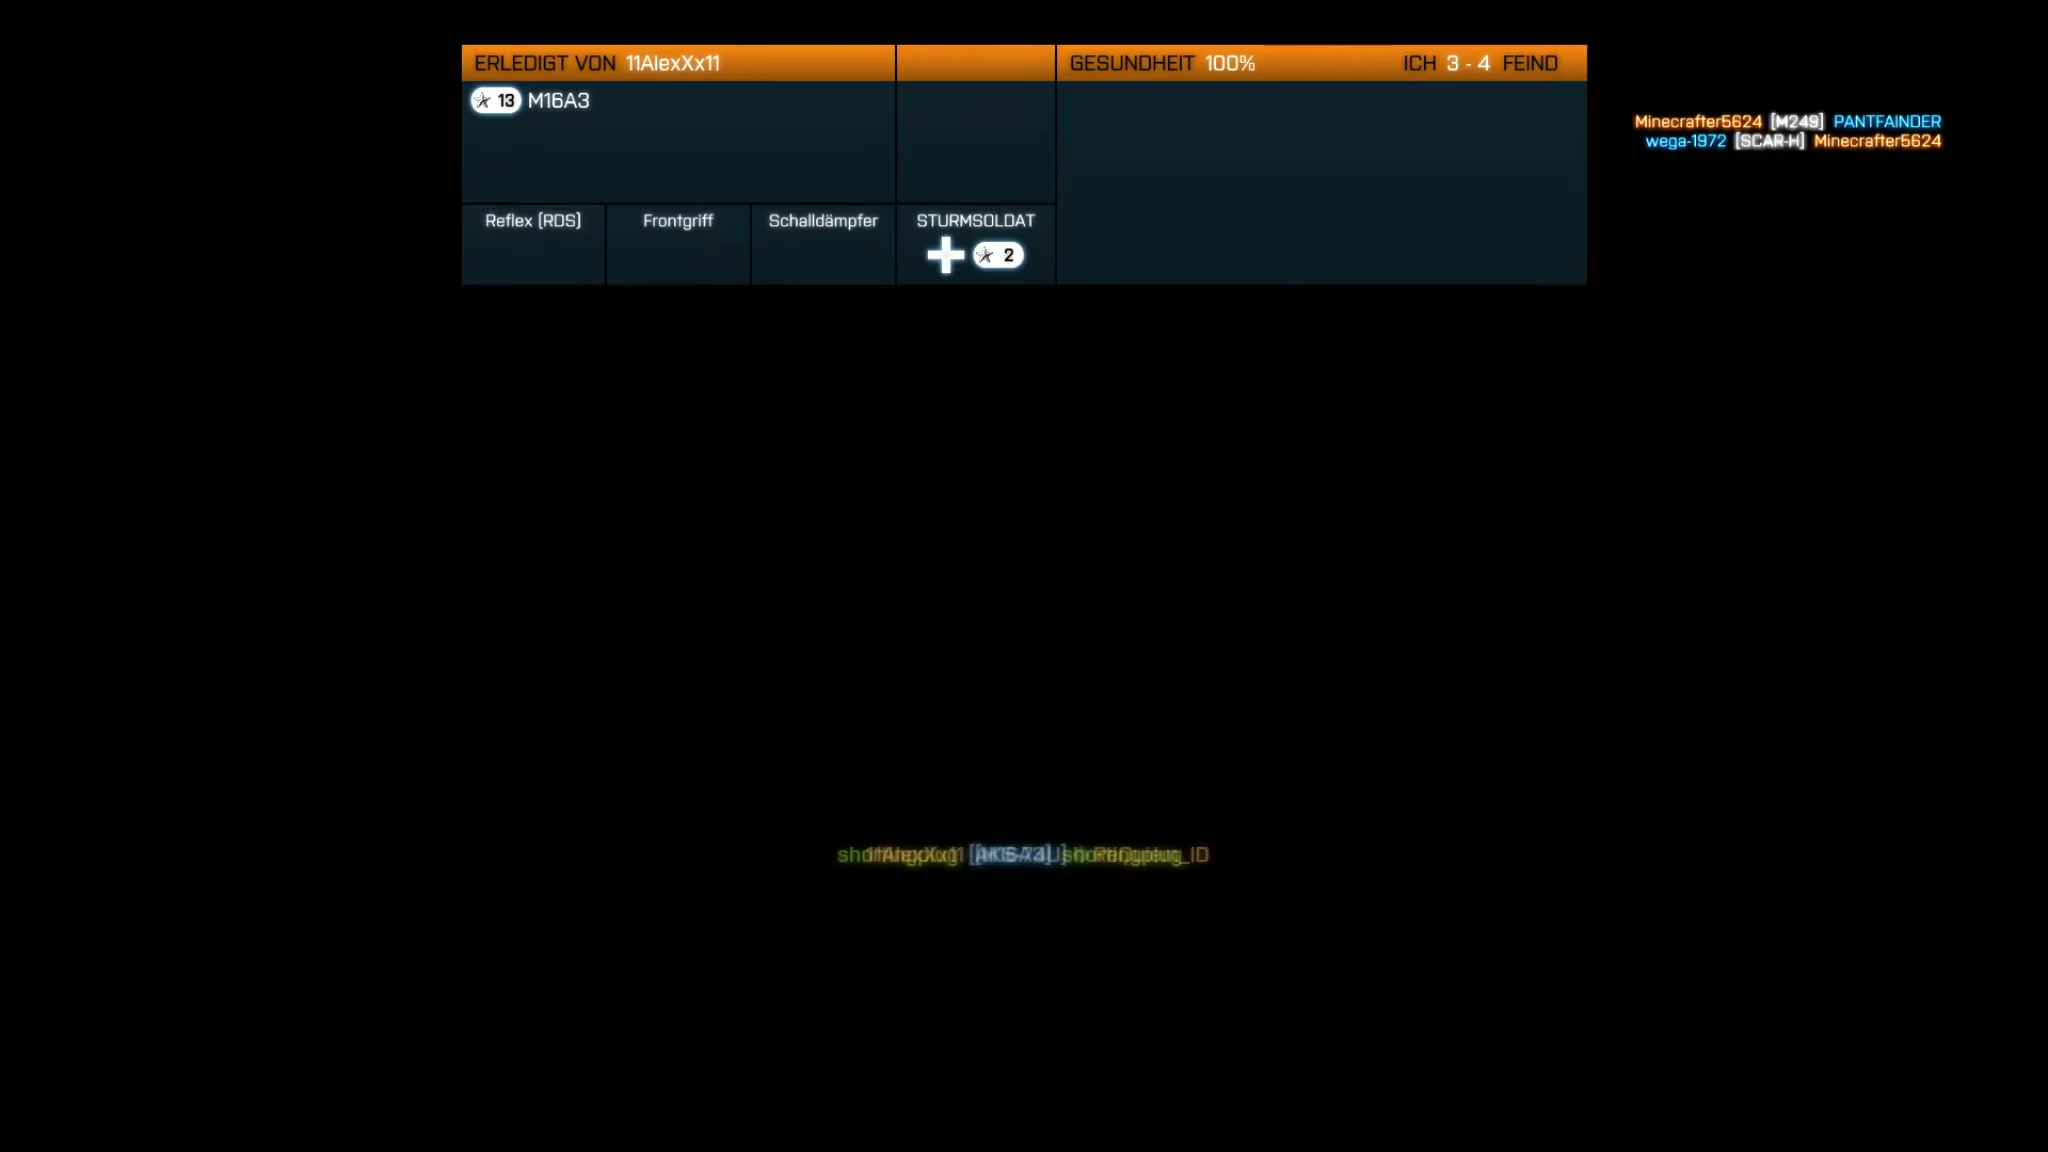 ERLEDIGT VON 11AlexXx11
GESUNDHEIT 100%
ICH 3 - 4 FEIND
13 M16A3
Minecrafter5624 [M249] PANTFAINDER
wega-1972 [SCAR-H] Minecrafter5624
Reflex (RDS)
Frontgriff
Schalldämpfer
STURMSOLDAT
2